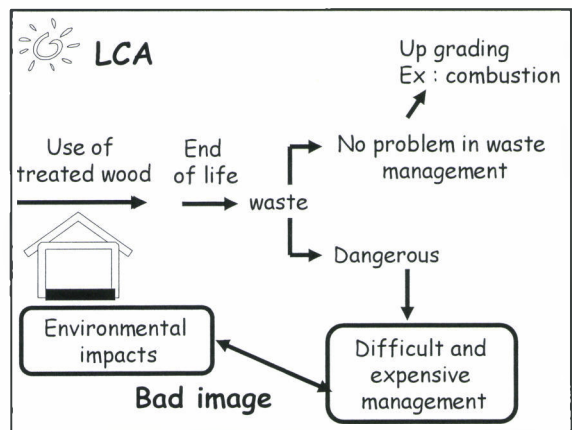 LCA
Up grading
Ex : combustion
Use of
treated wood
End
of life
waste
No problem in waste
management
Dangerous
Environmental
impacts
Difficult and
expensive
management
Bad image